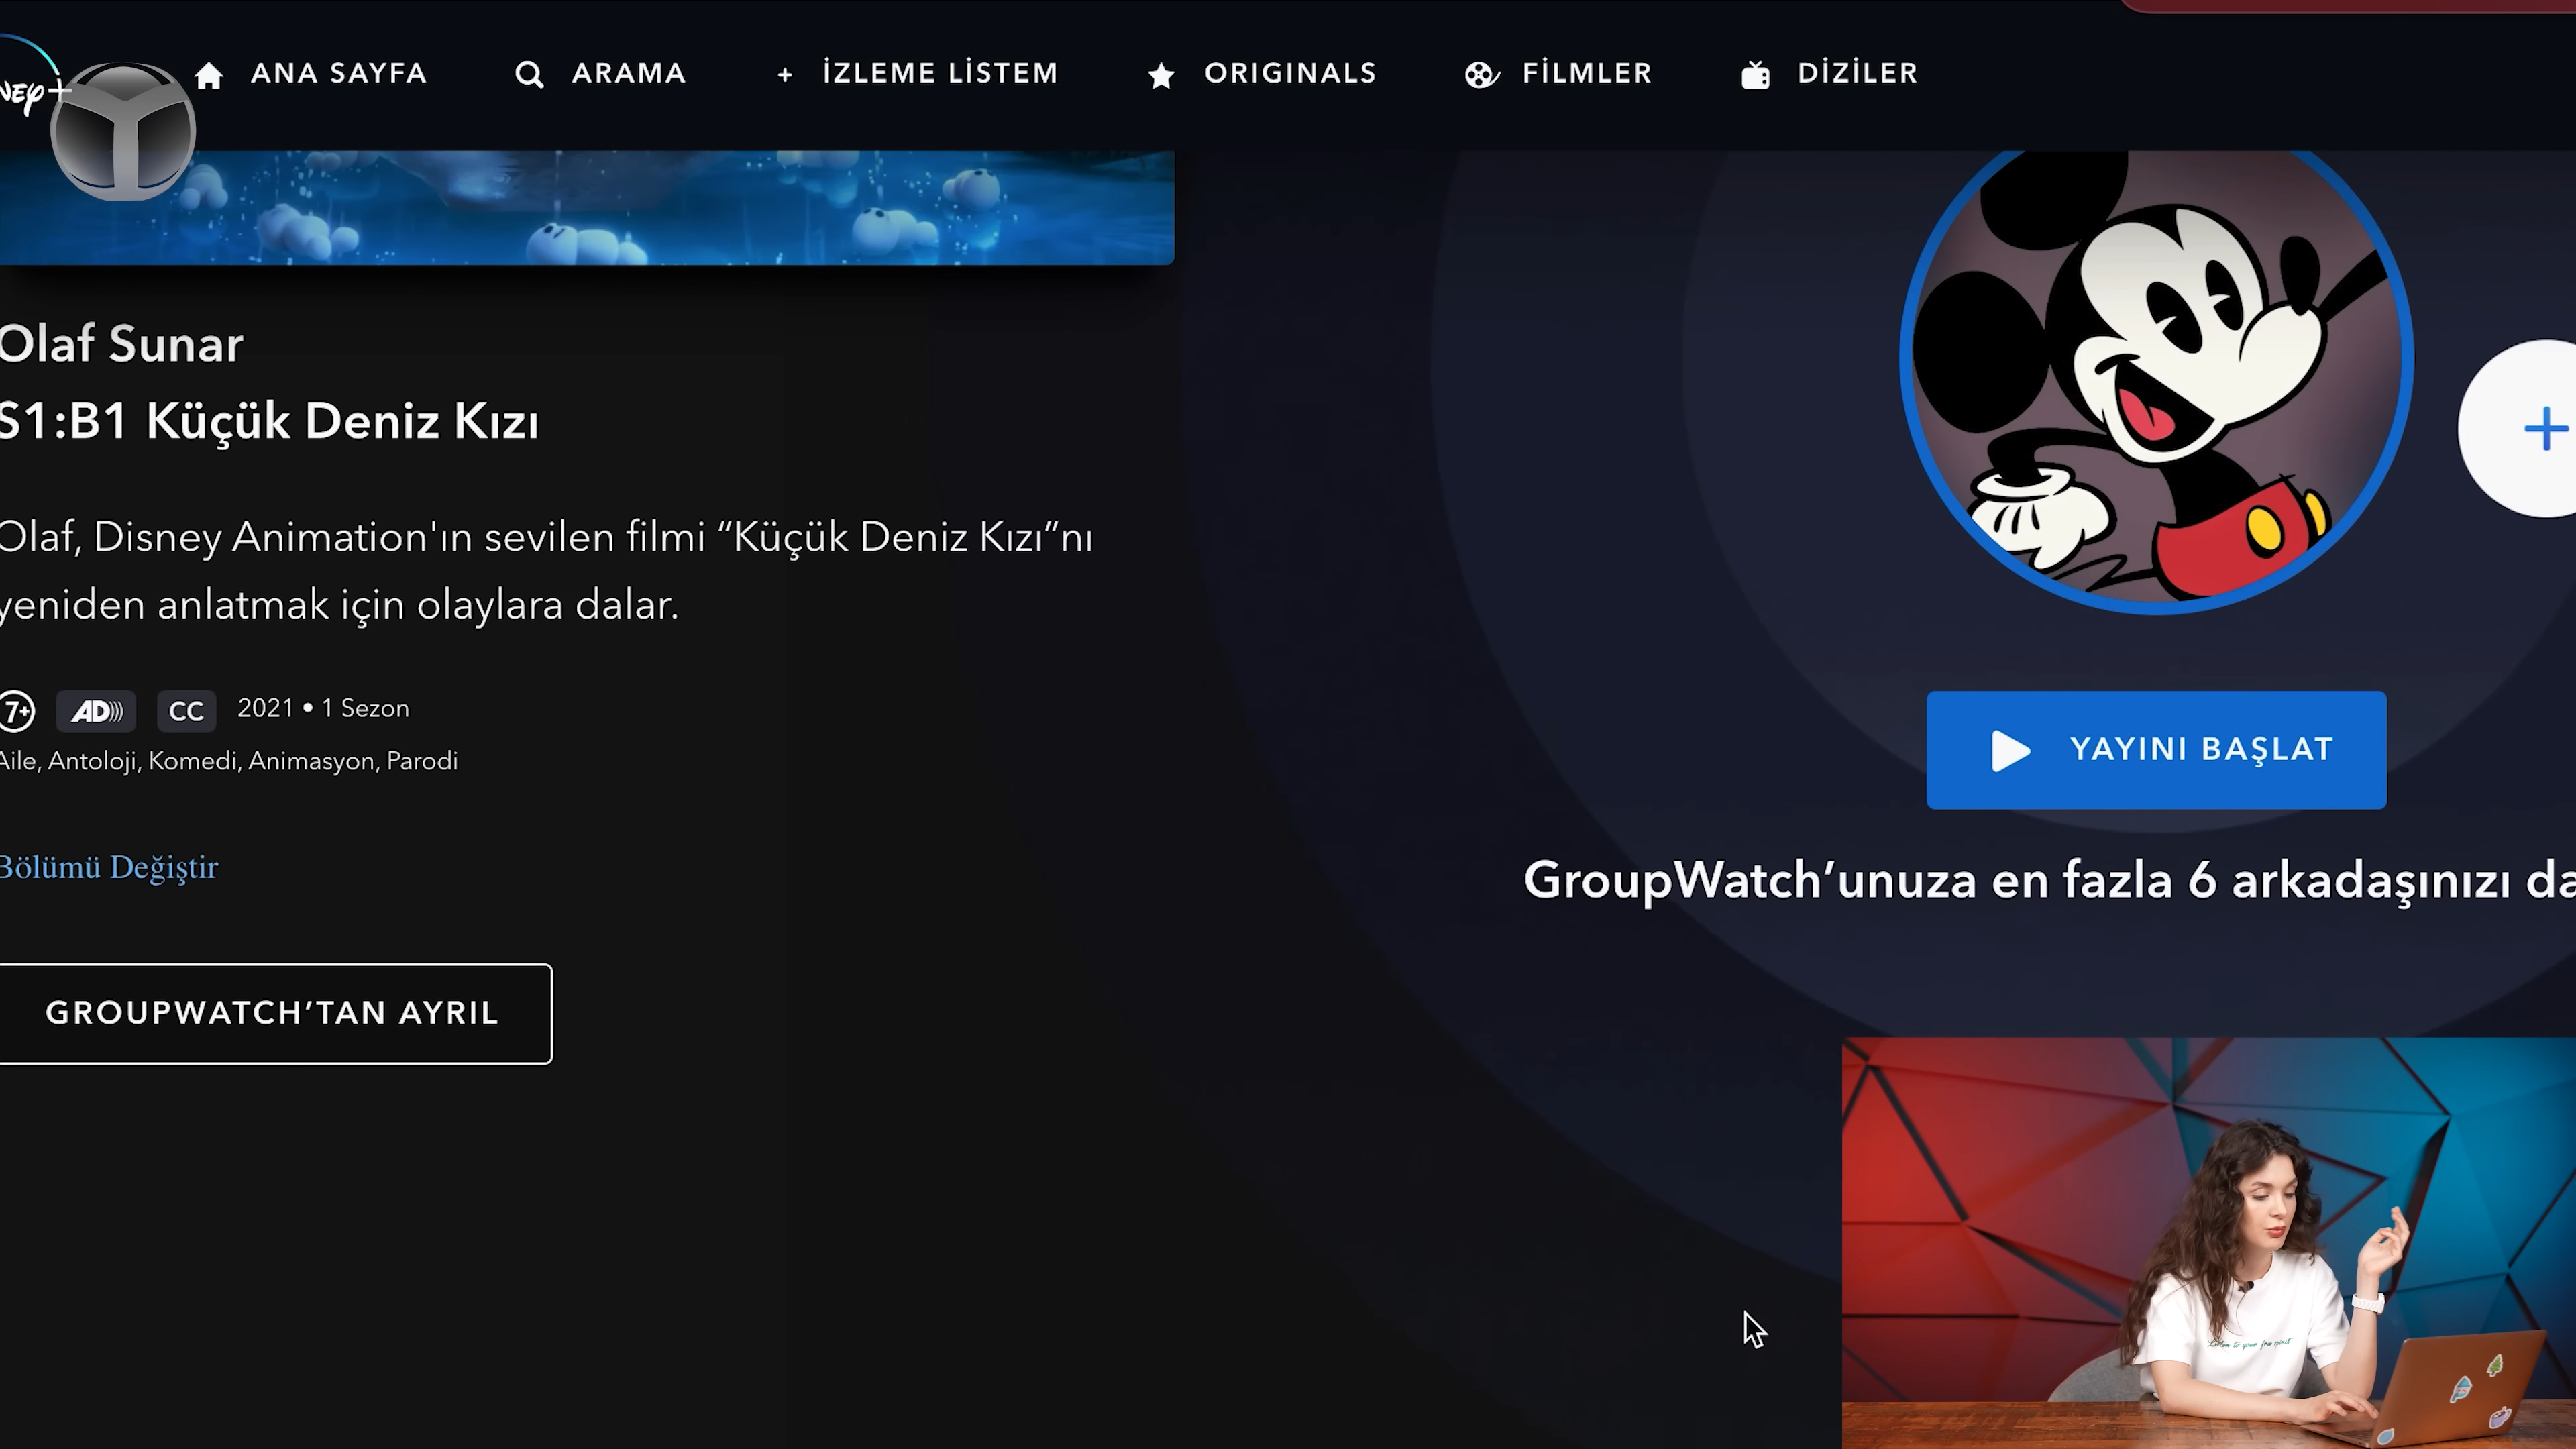 ANA SAYFA
ARAMA
+ İZLEME LİSTEM
ORIGINALS
FİLMLER
DİZİLER
Olaf Sunar
S1:B1 Küçük Deniz Kızı
Olaf, Disney Animation'ın sevilen filmi “Küçük Deniz Kızı”nı
yeniden anlatmak için olaylara dalar.
7+ AD CC 2021 • 1 Sezon
Aile, Antoloji, Komedi, Animasyon, Parodi
Bölümü Değiştir
GROUPWATCH’TAN AYRIL
YAYINI BAŞLAT
GroupWatch’unuza en fazla 6 arkadaşınızı